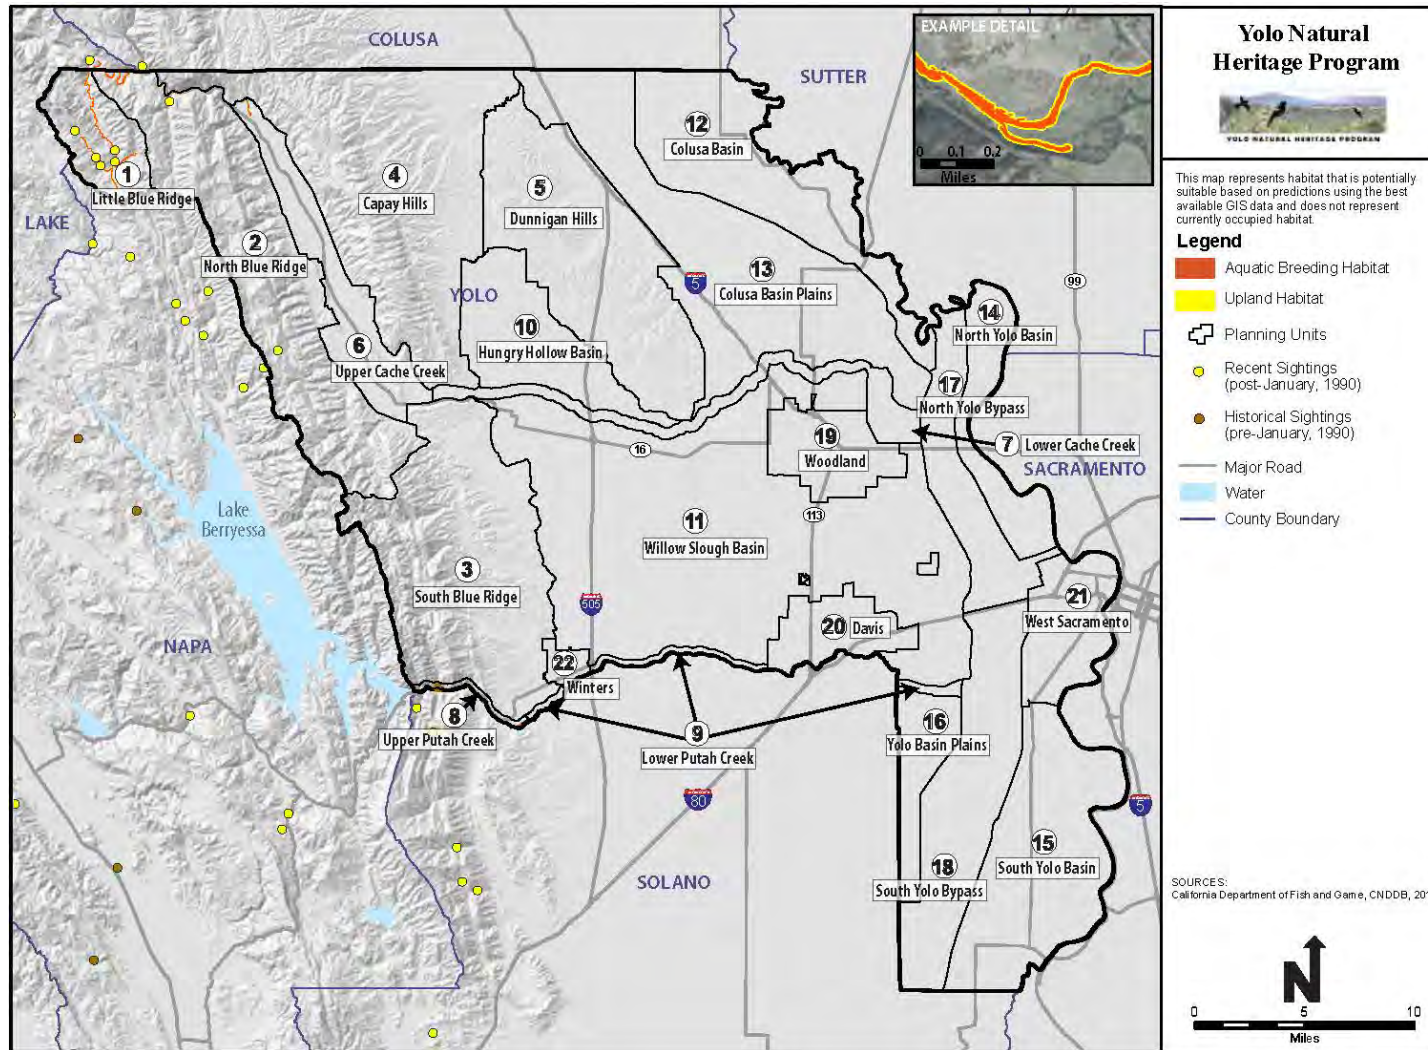 COLUSA
SUTTER
EXAMPLE DETAIL
0 0.1 0.2
Miles
12
Colusa Basin
4
Capay Hills
5
Dunnigan Hills
1
Little Blue Ridge
LAKE
2
North Blue Ridge
5
13
Colusa Basin Plains
99
YOLO
14
North Yolo Basin
10
Hungry Hollow Basin
6
Upper Cache Creek
17
North Yolo Bypass
16
19
Woodland
7
Lower Cache Creek
SACRAMENTO
Lake
Berryessa
11
Willow Slough Basin
113
3
South Blue Ridge
505
21
West Sacramento
20
Davis
NAPA
22
Winters
8
Upper Putah Creek
9
Lower Putah Creek
16
Yolo Basin Plains
80
5
15
South Yolo Basin
18
South Yolo Bypass
SOLANO
Yolo Natural
Heritage Program
YOLO NATURAL HERITAGE PROGRAM
This map represents habitat that is potentially
suitable based on predictions using the best
available GIS data and does not represent
currently occupied habitat.
Legend
Aquatic Breeding Habitat
Upland Habitat
Planning Units
Recent Sightings
(post-January, 1990)
Historical Sightings
(pre-January, 1990)
Major Road
Water
County Boundary
SOURCES:
California Department of Fish and Game, CNDDB,
N
0 5 10
Miles